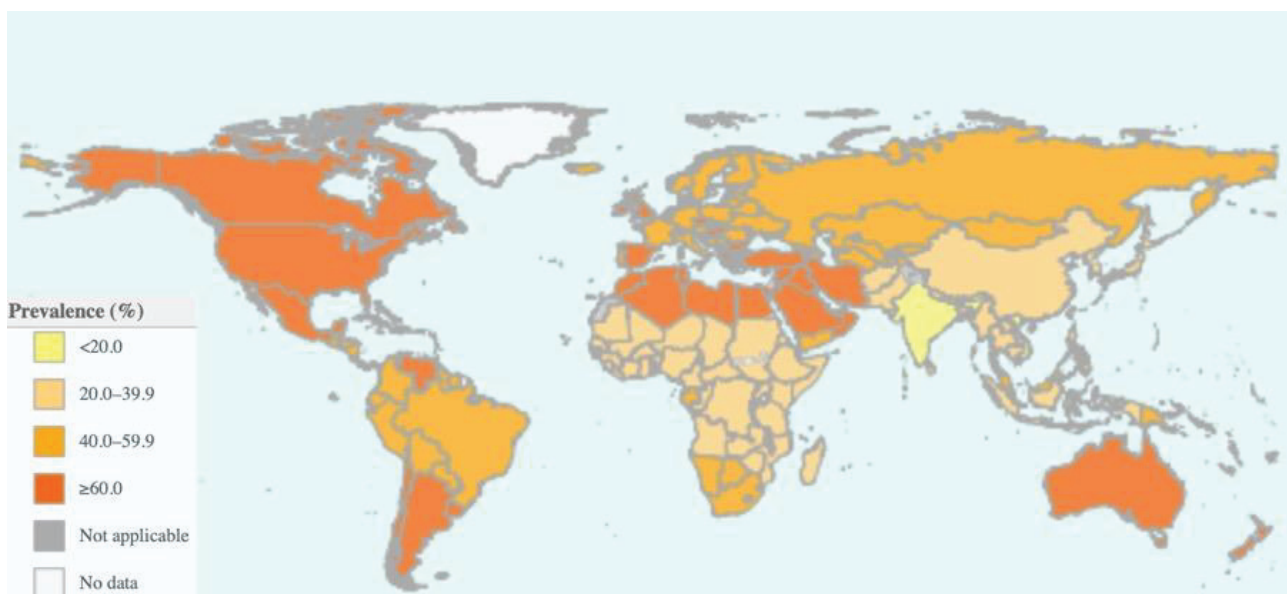 Prevalence (%)
<20.0
20.0–39.9
40.0–59.9
≥60.0
Not applicable
No data